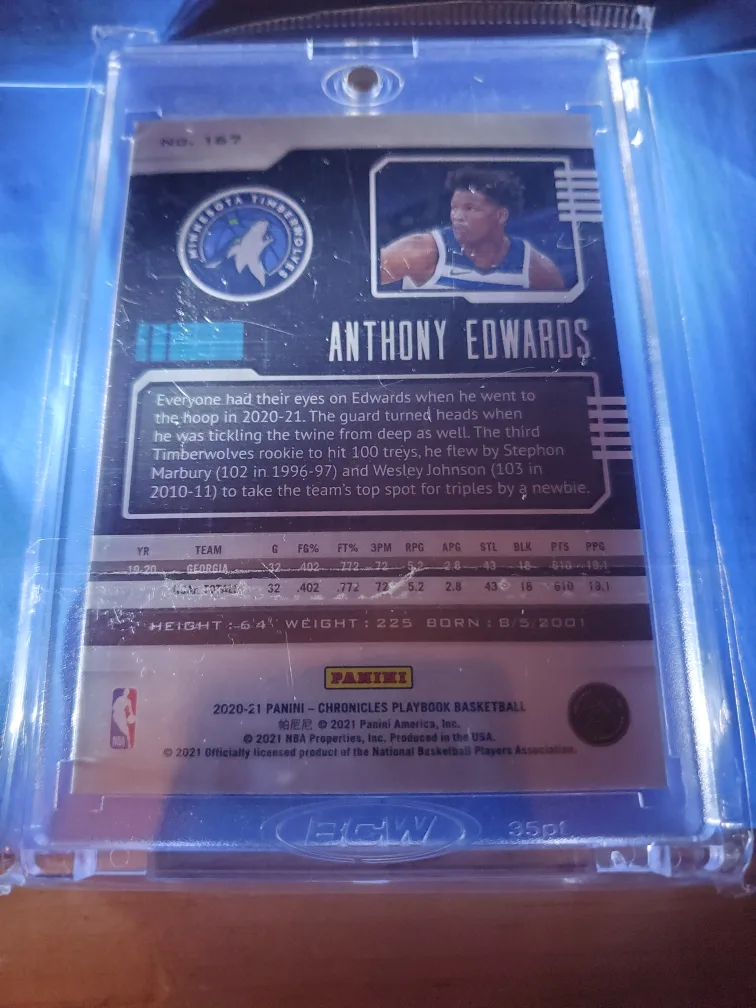 No. 167
MINNESOTA TIMBERWOLVES
ANTHONY EDWARDS
Everyone had their eyes on Edwards when he went
to the hoop in 2020-21. The guard turned heads when
he was tickling the twine from deep as well. The third
Timberwolves rookie to hit 100 treys, he flew by Stephon
Marbury (102 in 1996-97) and Wesley Johnson (103 in
2010-11) to take the team's top spot for triples by a newbie.
YR TEAM G FG% FT% 3PM RPG APG STL BLK PTS PPG
19-20 GEORGIA 32 .402 .772 72 5.2 2.8 43 18 610 19.1
TOTALS 32 .402 .772 72 5.2 2.8 43 18 610 19.1
HEIGHT : 6'4" WEIGHT : 225 BORN : 8/5/2001
PANINI
2020-21 PANINI – CHRONICLES PLAYBOOK BASKETBALL
帕尼尼 © 2021 Panini America, Inc.
© 2021 NBA Properties, Inc. Produced in the USA.
© 2021 Officially licensed product of the National Basketball Players Association.
NBA
BCW 35pt